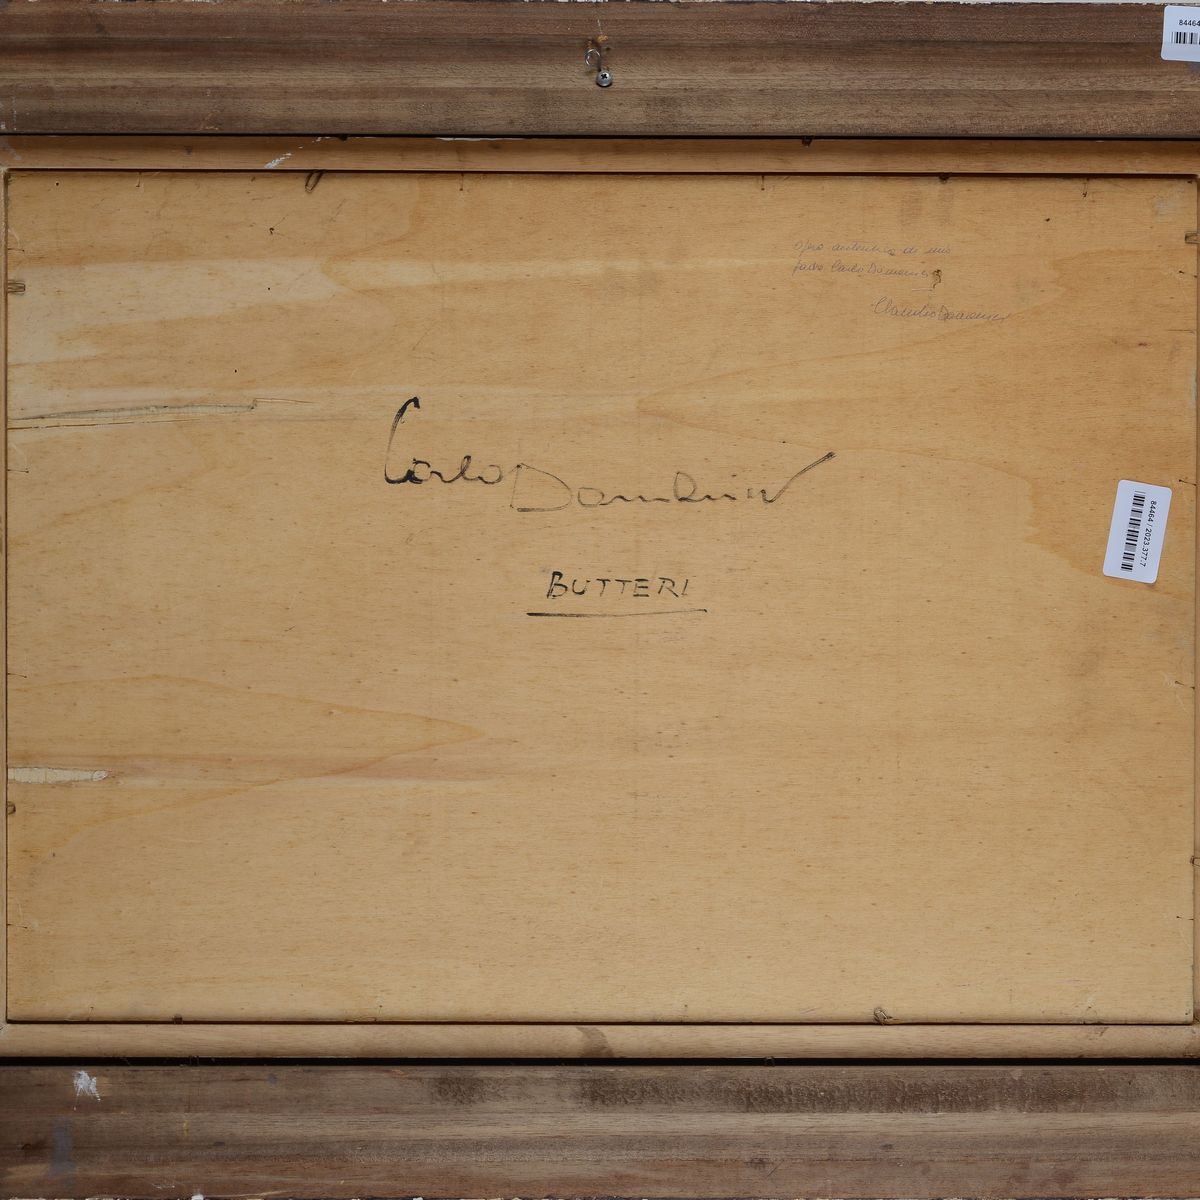 84464
opera autentica di mio
padre Carlo Domenici
Claudio Domenici
Carlo Domenici
BUTTERI
84464 / 2023.377.7